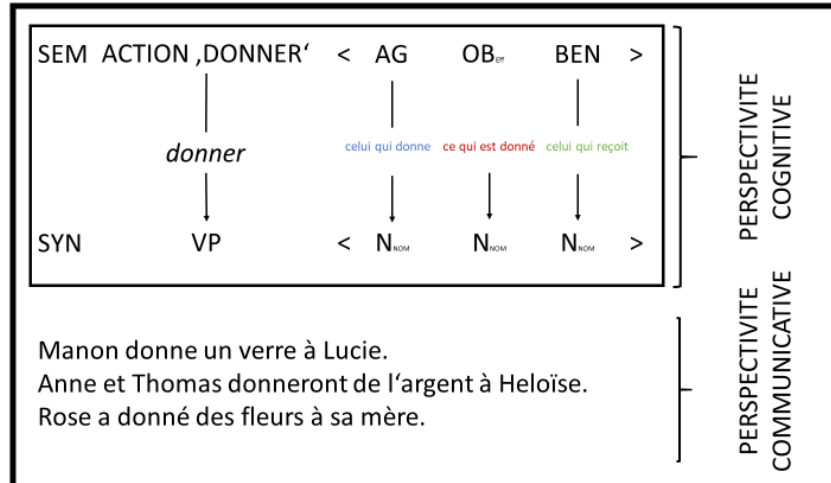 SEM ACTION ‚DONNER‘ < AG OBEff BEN >
donner celui qui donne ce qui est donné celui qui reçoit
SYN VP < NNOM NNOM NNOM >
PERSPECTIVITE
COGNITIVE
Manon donne un verre à Lucie.
Anne et Thomas donneront de l‘argent à Heloïse.
Rose a donné des fleurs à sa mère.
PERSPECTIVITE
COMMUNICATIVE